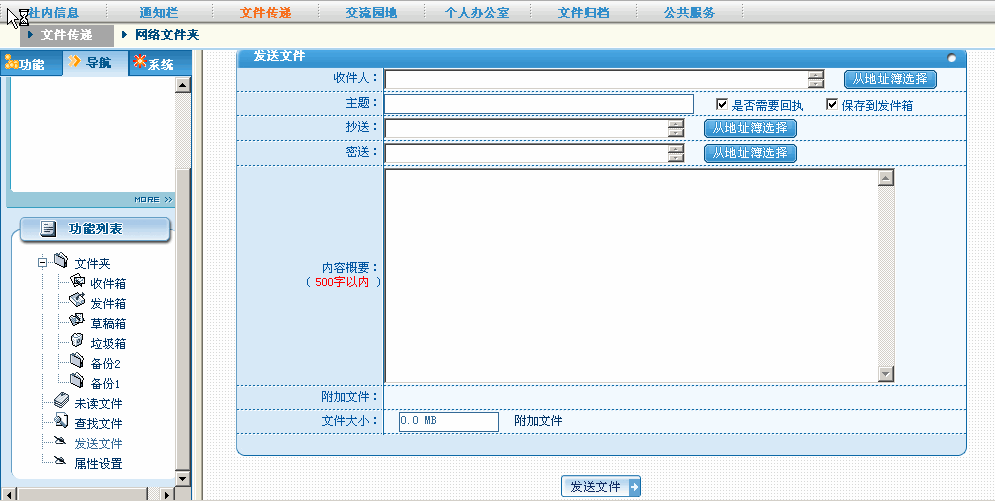 社内信息 通知栏 文件传递 交流园地 个人办公室 文件归档 公共服务
文件传递 网络文件夹
功能 导航 系统
MORE >>
功能列表
文件夹
收件箱
发件箱
草稿箱
垃圾箱
备份2
备份1
未读文件
查找文件
发送文件
属性设置
发送文件
收件人： 从地址簿选择
主题： 是否需要回执 保存到发件箱
抄送： 从地址簿选择
密送： 从地址簿选择
内容概要：
（ 500字以内 ）
附加文件：
文件大小： 0.0 MB 附加文件
发送文件